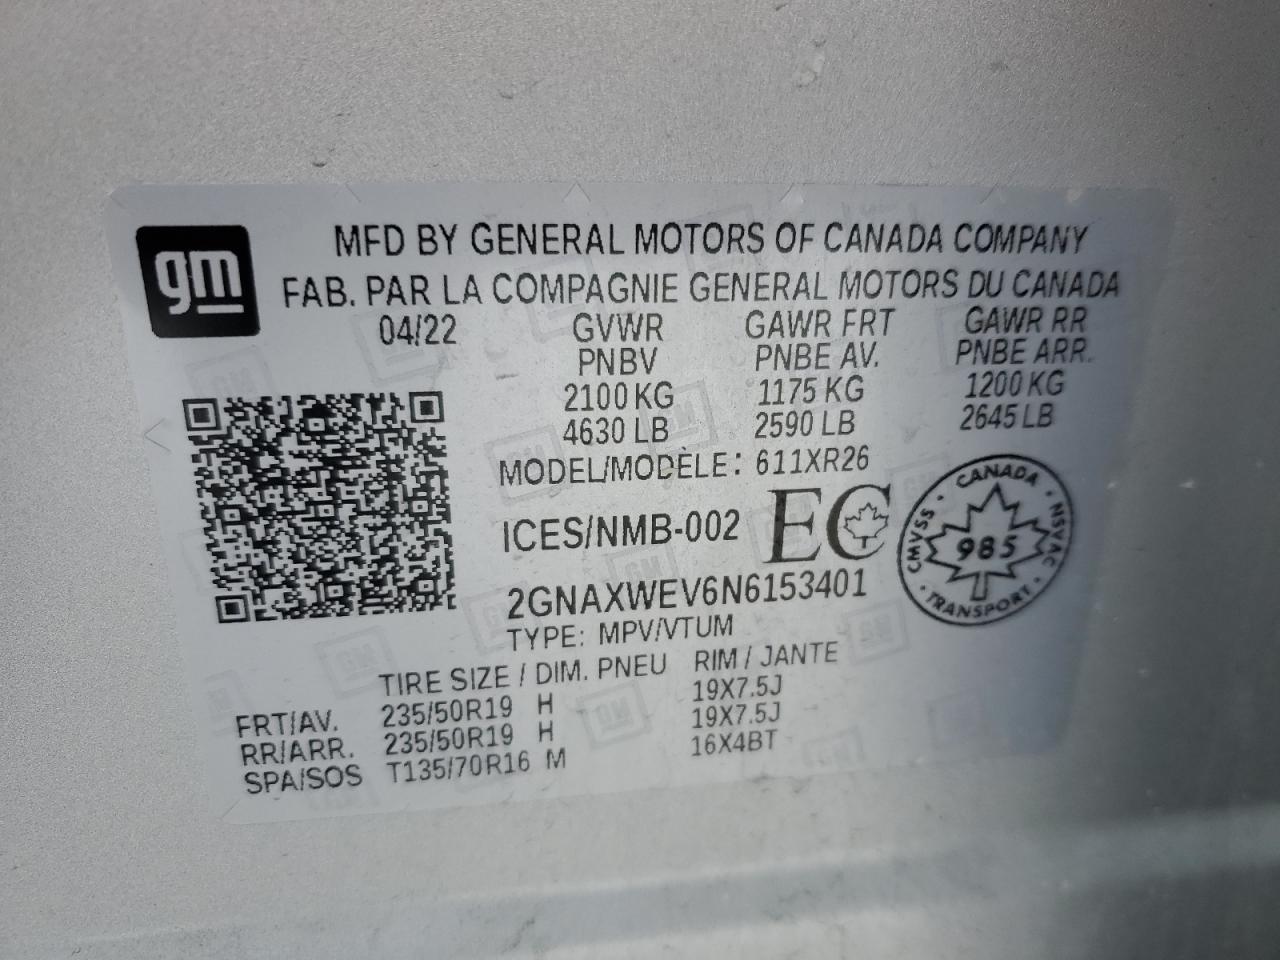 gm
MFD BY GENERAL MOTORS OF CANADA COMPANY
FAB. PAR LA COMPAGNIE GENERAL MOTORS DU CANADA
04/22 GVWR GAWR FRT GAWR RR
PNBV PNBE AV. PNBE ARR.
2100 KG 1175 KG 1200 KG
4630 LB 2590 LB 2645 LB
MODEL/MODÈLE: 611XR26
ICES/NMB-002 EC
CANADA · NSVAC · TRANSPORT · CMVSS ·
985
2GNAXWEV6N6153401
TYPE: MPV/VTUM
TIRE SIZE / DIM. PNEU RIM / JANTE
FRT/AV. 235/50R19 H 19X7.5J
RR/ARR. 235/50R19 H 19X7.5J
SPA/SOS T135/70R16 M 16X4BT